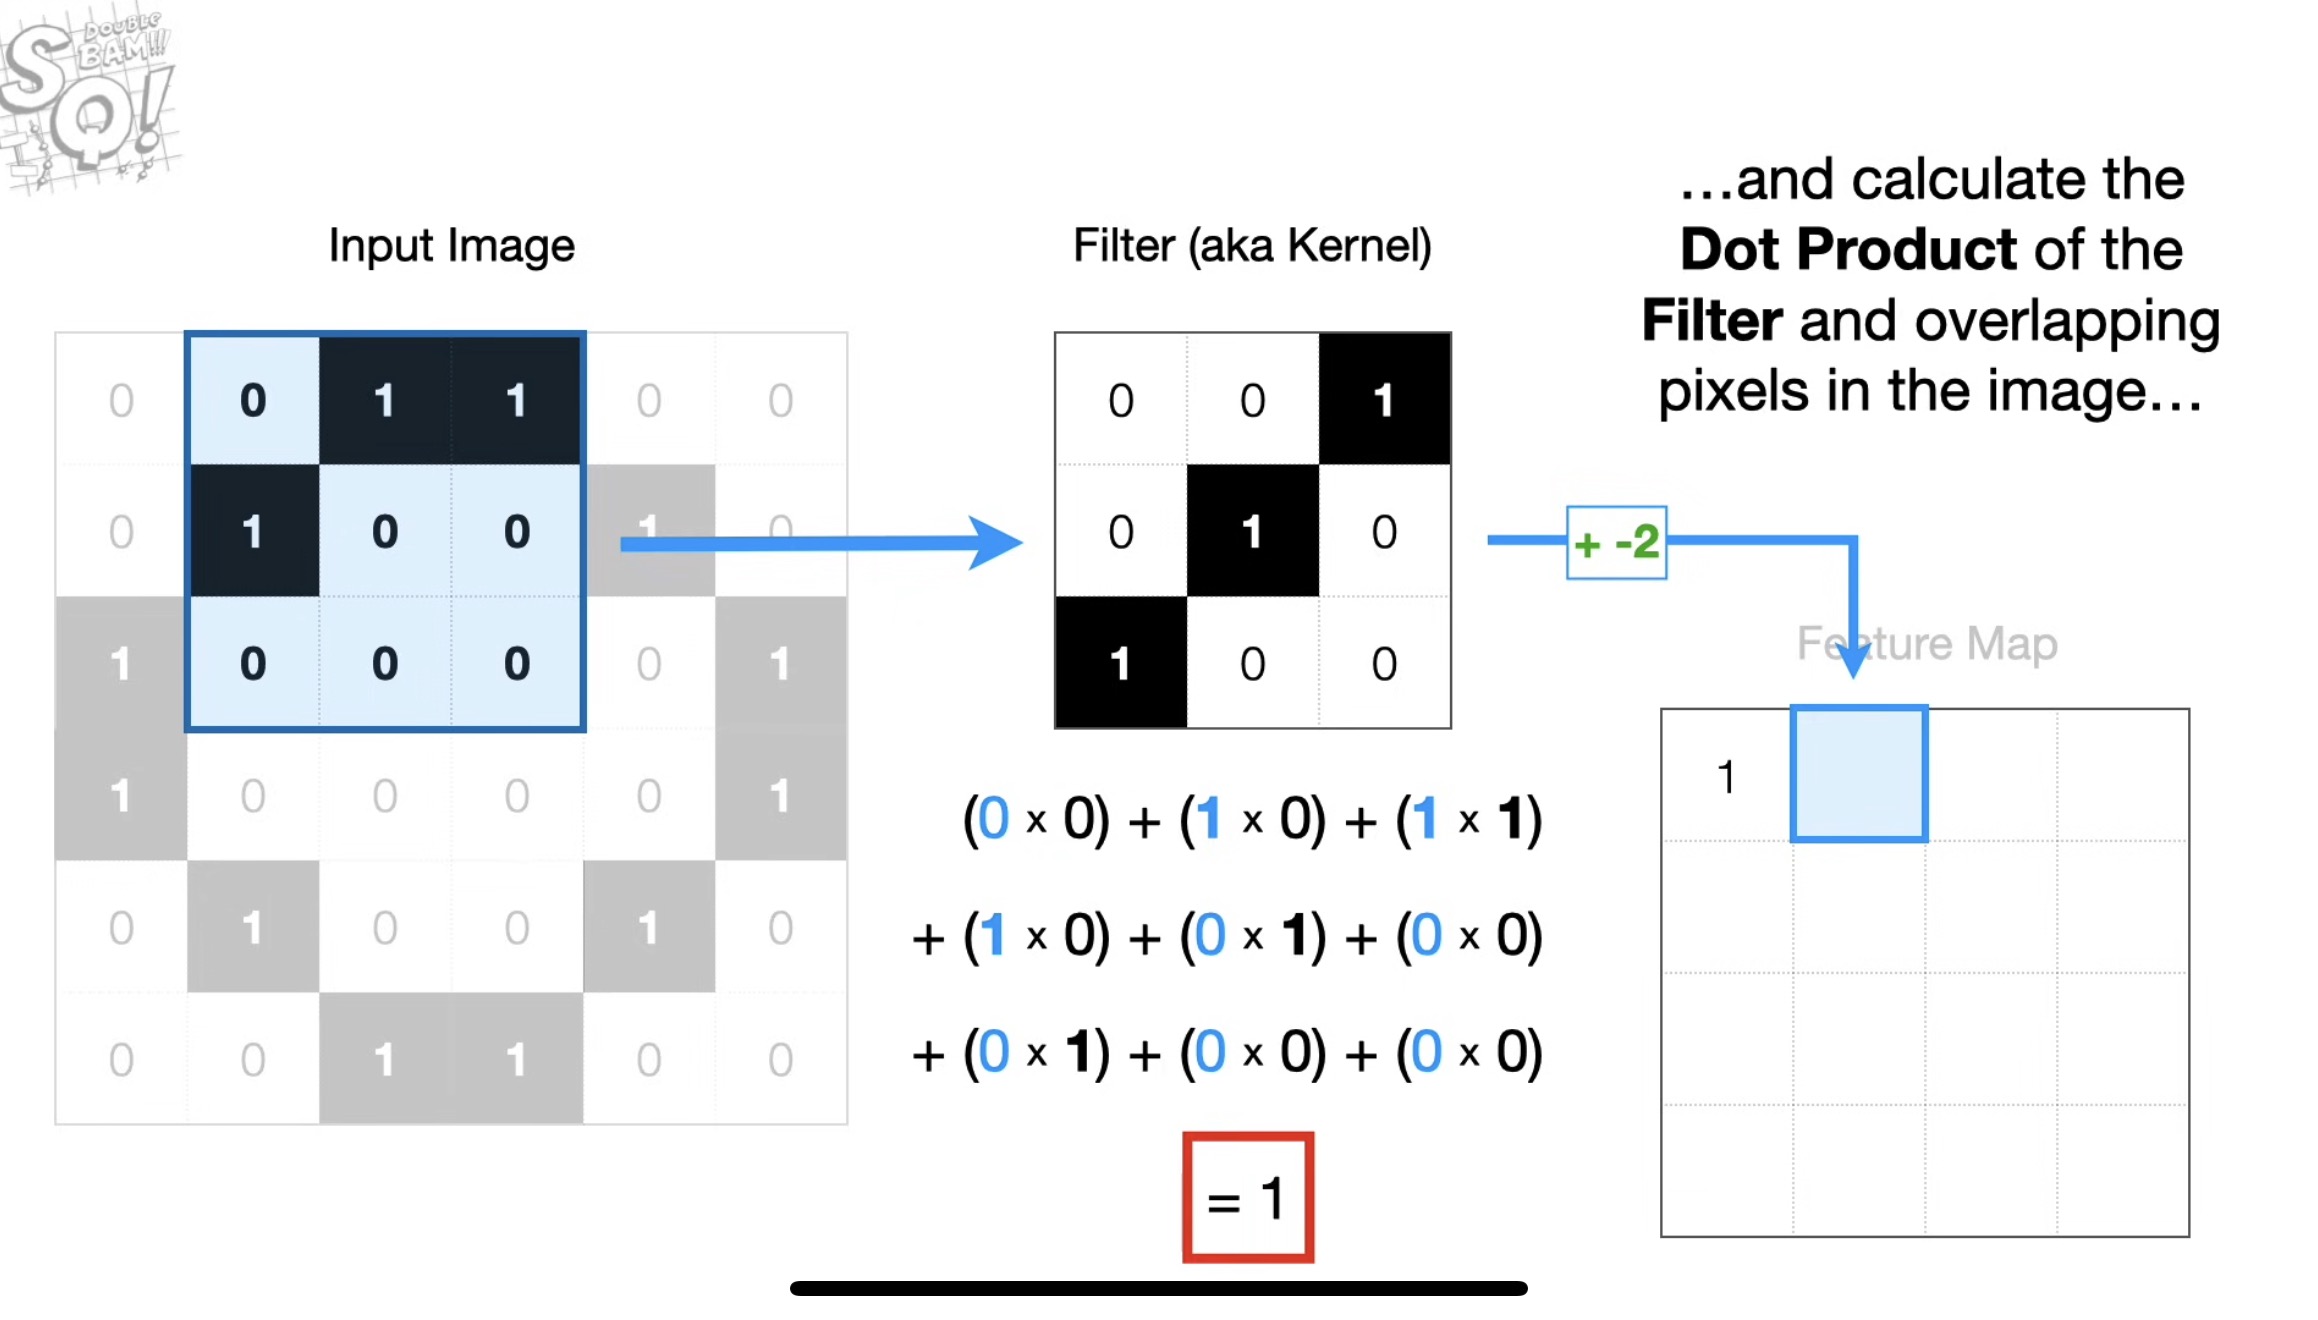 DOUBLE
BAM!!!
SQ!
…and calculate the
Dot Product of the
Filter and overlapping
pixels in the image…
Input Image
Filter (aka Kernel)
0 0 1 1 0 0
0 1 0 0 1 0
1 0 0 0 0 1
1 0 0 0 0 1
0 1 0 0 1 0
0 0 1 1 0 0
0 0 1
0 1 0
1 0 0
+ -2
Feature Map
1
(0 × 0) + (1 × 0) + (1 × 1)
+ (1 × 0) + (0 × 1) + (0 × 0)
+ (0 × 1) + (0 × 0) + (0 × 0)
= 1